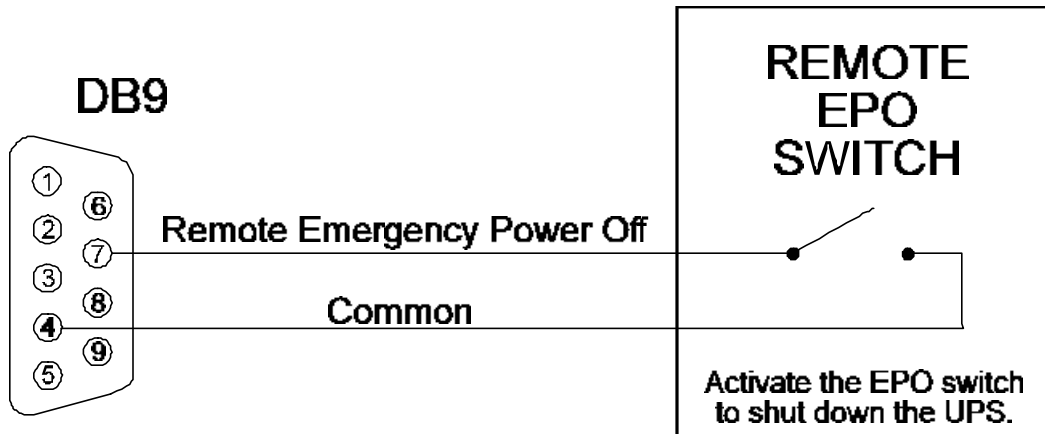 DB9
1
2
3
4
5
6
7
8
9
Remote Emergency Power Off
Common
REMOTE
EPO
SWITCH
Activate the EPO switch
to shut down the UPS.